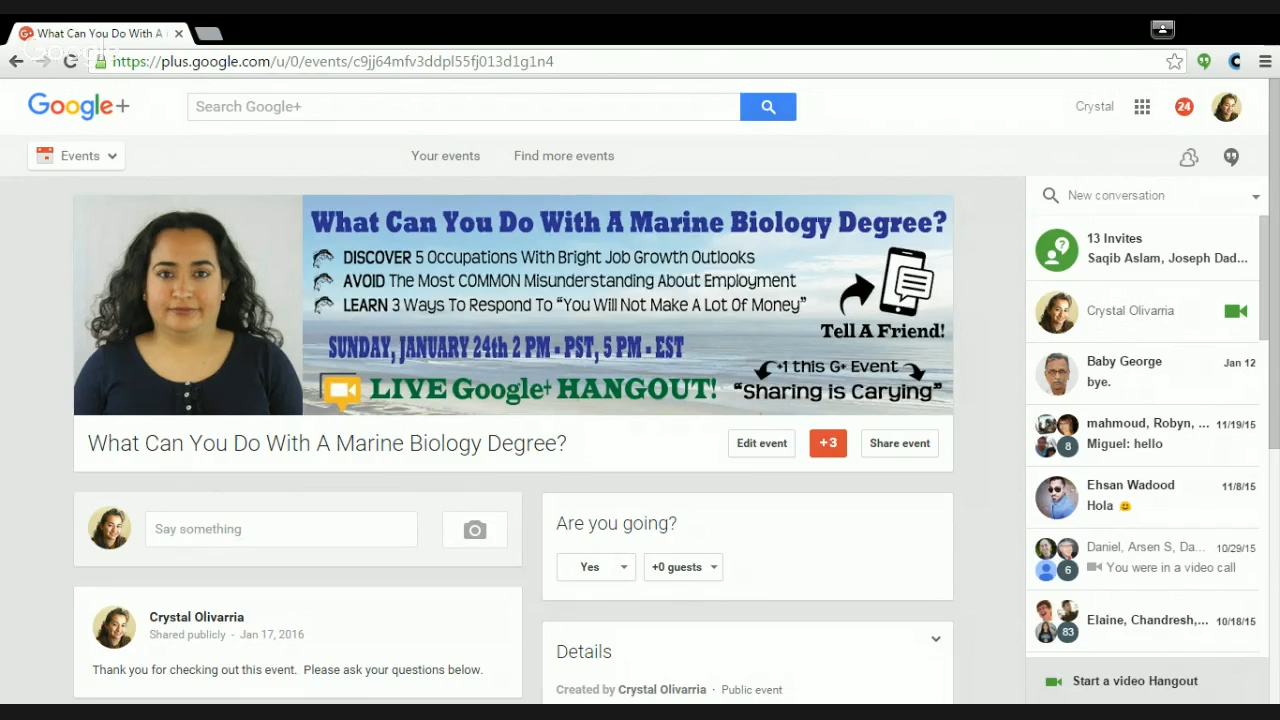 What Can You Do With A
Google
https://plus.google.com/u/0/events/c9jj64mfv3ddpl55fj013d1g1n4
Google+
Search Google+
Crystal
24
Events
Your events
Find more events
New conversation
What Can You Do With A Marine Biology Degree?
DISCOVER 5 Occupations With Bright Job Growth Outlooks
AVOID The Most COMMON Misunderstanding About Employment
LEARN 3 Ways To Respond To "You Will Not Make A Lot Of Money"
Tell A Friend!
SUNDAY, JANUARY 24th 2 PM - PST, 5 PM - EST
+1 this G+ Event
LIVE Google+ HANGOUT!
"Sharing is Carying"
What Can You Do With A Marine Biology Degree?
Edit event
+3
Share event
Say something
Are you going?
Yes
+0 guests
Crystal Olivarria
Shared publicly - Jan 17, 2016
Thank you for checking out this event. Please ask your questions below.
Details
Created by Crystal Olivarria · Public event
13 Invites
Saqib Aslam, Joseph Dad...
Crystal Olivarria
Baby George
Jan 12
bye.
mahmoud, Robyn, ...
11/19/15
8
Miguel: hello
Ehsan Wadood
11/8/15
Hola
Daniel, Arsen S, Da...
10/29/15
6
You were in a video call
Elaine, Chandresh,...
10/18/15
83
Start a video Hangout